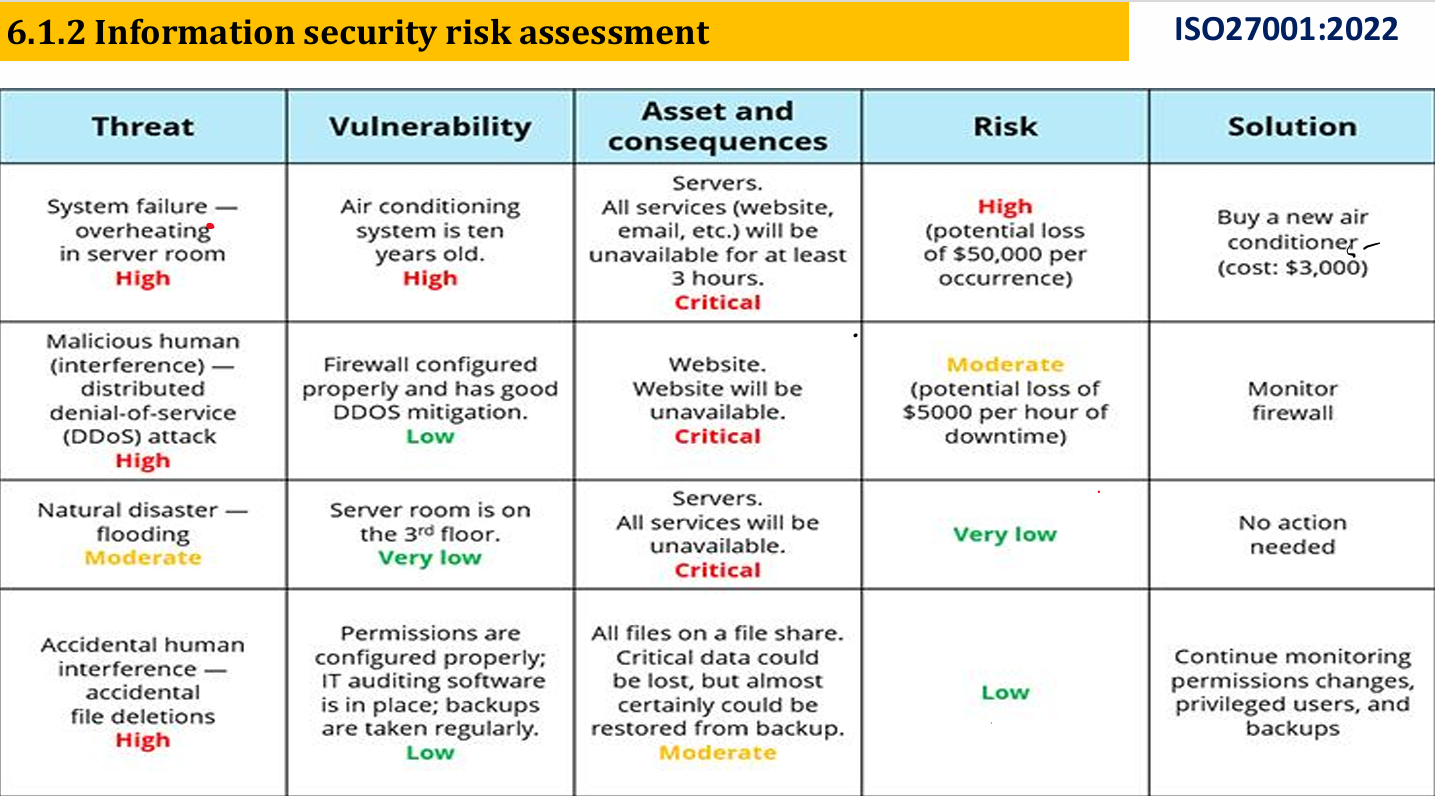 6.1.2 Information security risk assessment
ISO27001:2022
Threat
Vulnerability
Asset and
consequences
Risk
Solution
System failure —
overheating
in server room
High
Air conditioning
system is ten
years old.
High
Servers.
All services (website,
email, etc.) will be
unavailable for at least
3 hours.
Critical
High
(potential loss
of $50,000 per
occurrence)
Buy a new air
conditioner
(cost: $3,000)
Malicious human
(interference) —
distributed
denial-of-service
(DDoS) attack
High
Firewall configured
properly and has good
DDOS mitigation.
Low
Website.
Website will be
unavailable.
Critical
Moderate
(potential loss of
$5000 per hour of
downtime)
Monitor
firewall
Natural disaster —
flooding
Moderate
Server room is on
the 3rd floor.
Very low
Servers.
All services will be
unavailable.
Critical
Very low
No action
needed
Accidental human
interference —
accidental
file deletions
High
Permissions are
configured properly;
IT auditing software
is in place; backups
are taken regularly.
Low
All files on a file share.
Critical data could
be lost, but almost
certainly could be
restored from backup.
Moderate
Low
Continue monitoring
permissions changes,
privileged users, and
backups